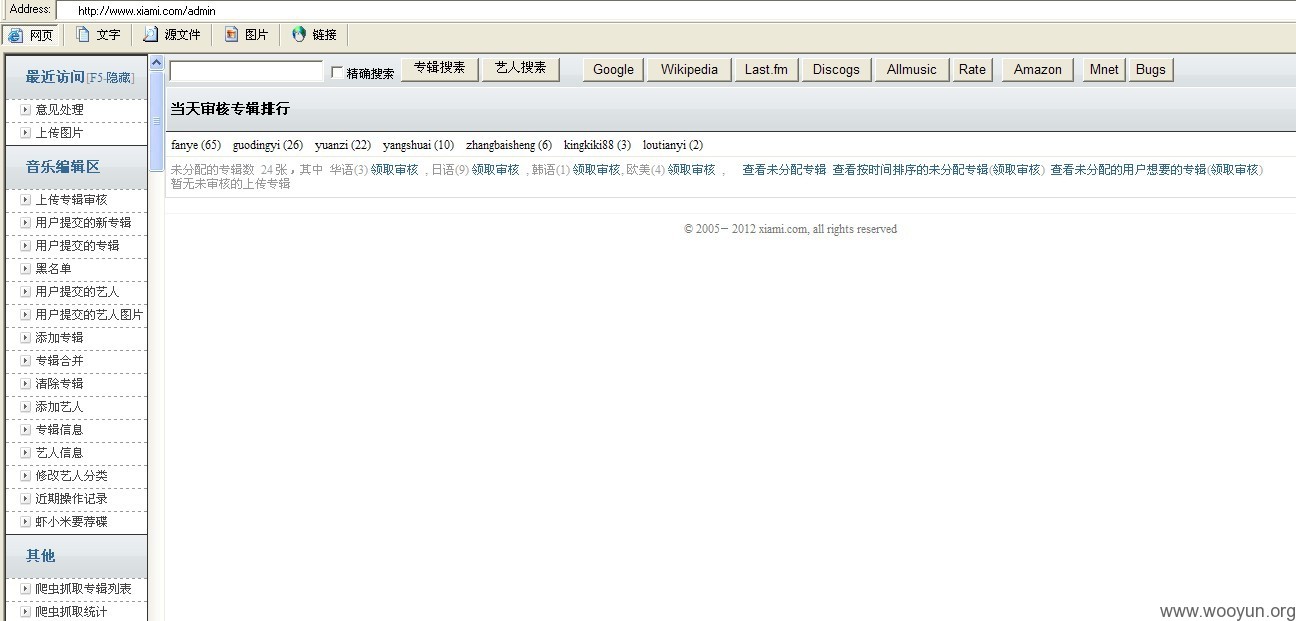 Address: http://www.xiami.com/admin
网页 文字 源文件 图片 链接
最近访问[F5-隐藏]
意见处理
上传图片
音乐编辑区
上传专辑审核
用户提交的新专辑
用户提交的专辑
黑名单
用户提交的艺人
用户提交的艺人图片
添加专辑
专辑合并
清除专辑
添加艺人
专辑信息
艺人信息
修改艺人分类
近期操作记录
虾小米要荐碟
其他
爬虫抓取专辑列表
爬虫抓取统计
精确搜索 专辑搜素 艺人搜素 Google Wikipedia Last.fm Discogs Allmusic Rate Amazon Mnet Bugs
当天审核专辑排行
fanye (65) guodingyi (26) yuanzi (22) yangshuai (10) zhangbaisheng (6) kingkiki88 (3) loutianyi (2)
未分配的专辑数 24 张，其中 华语(3) 领取审核 , 日语(9) 领取审核 , 韩语(1) 领取审核, 欧美(4) 领取审核 , 查看未分配专辑 查看按时间排序的未分配专辑(领取审核) 查看未分配的用户想要的专辑(领取审核)
暂无未审核的上传专辑
© 2005− 2012 xiami.com, all rights reserved
www.wooyun.org